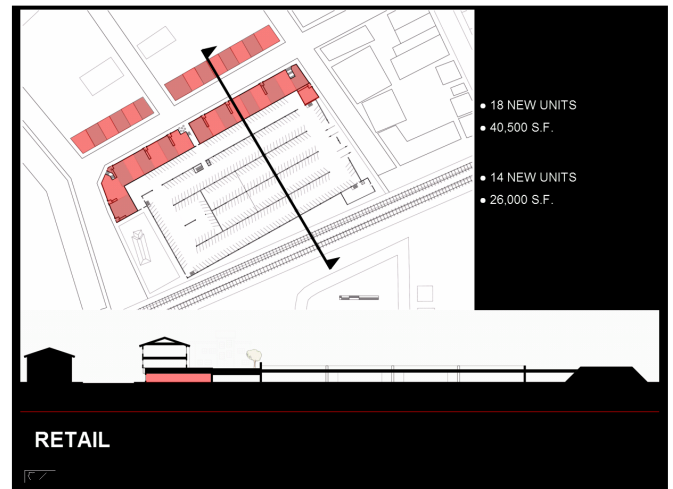 18 NEW UNITS
40,500 S.F.
14 NEW UNITS
26,000 S.F.
RETAIL